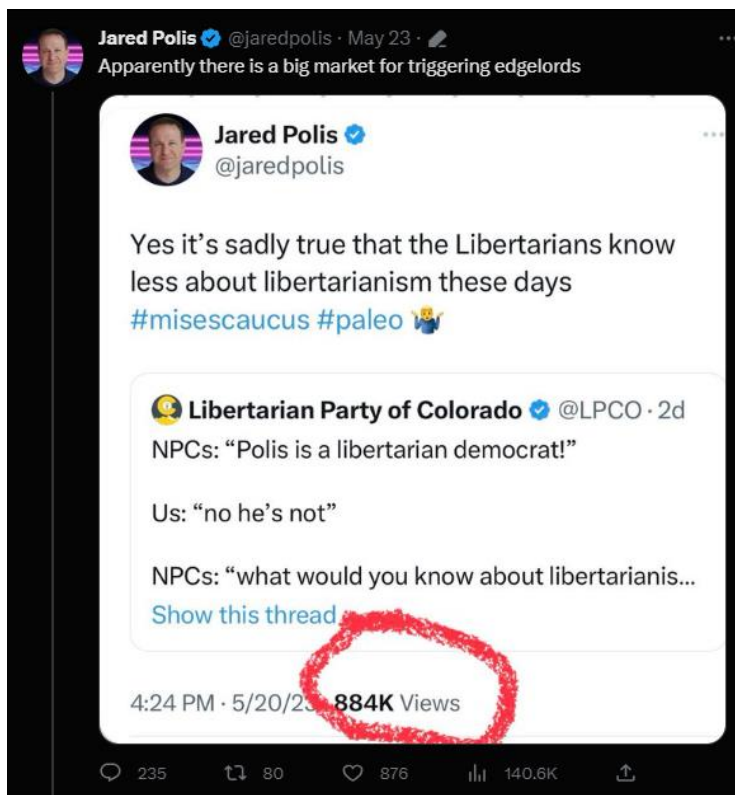 Jared Polis @jaredpolis · May 23 ·
Apparently there is a big market for triggering edgelords
Jared Polis
@jaredpolis
Yes it's sadly true that the Libertarians know
less about libertarianism these days
#misescaucus #paleo 🤷‍♂️
Libertarian Party of Colorado @LPCO · 2d
NPCs: “Polis is a libertarian democrat!”
Us: “no he's not”
NPCs: “what would you know about libertarianis...
Show this thread
4:24 PM · 5/20/23 884K Views
235 80 876 140.6K